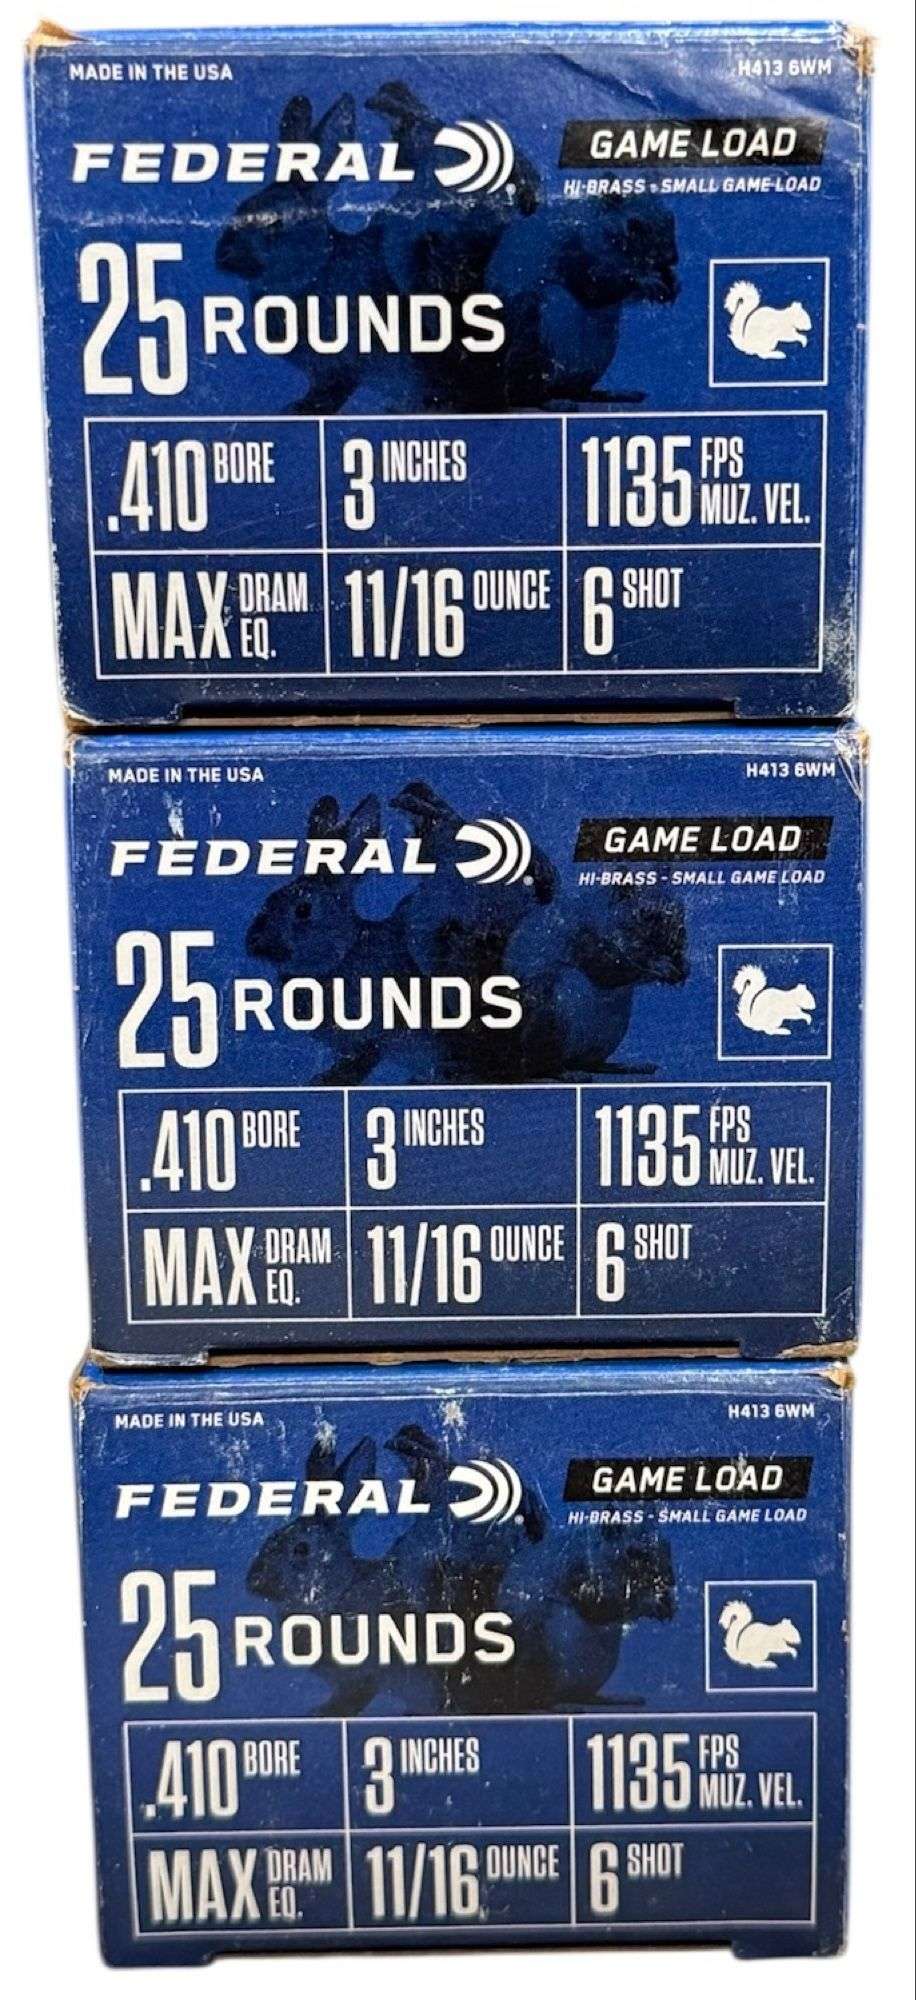 MADE IN THE USA H413 6WM
FEDERAL GAME LOAD
HI-BRASS - SMALL GAME LOAD
25 ROUNDS
.410 BORE 3 INCHES 1135 FPS MUZ. VEL.
MAX DRAM EQ. 11/16 OUNCE 6 SHOT
MADE IN THE USA H413 6WM
FEDERAL GAME LOAD
HI-BRASS - SMALL GAME LOAD
25 ROUNDS
.410 BORE 3 INCHES 1135 FPS MUZ. VEL.
MAX DRAM EQ. 11/16 OUNCE 6 SHOT
MADE IN THE USA H413 6WM
FEDERAL GAME LOAD
HI-BRASS - SMALL GAME LOAD
25 ROUNDS
.410 BORE 3 INCHES 1135 FPS MUZ. VEL.
MAX DRAM EQ. 11/16 OUNCE 6 SHOT